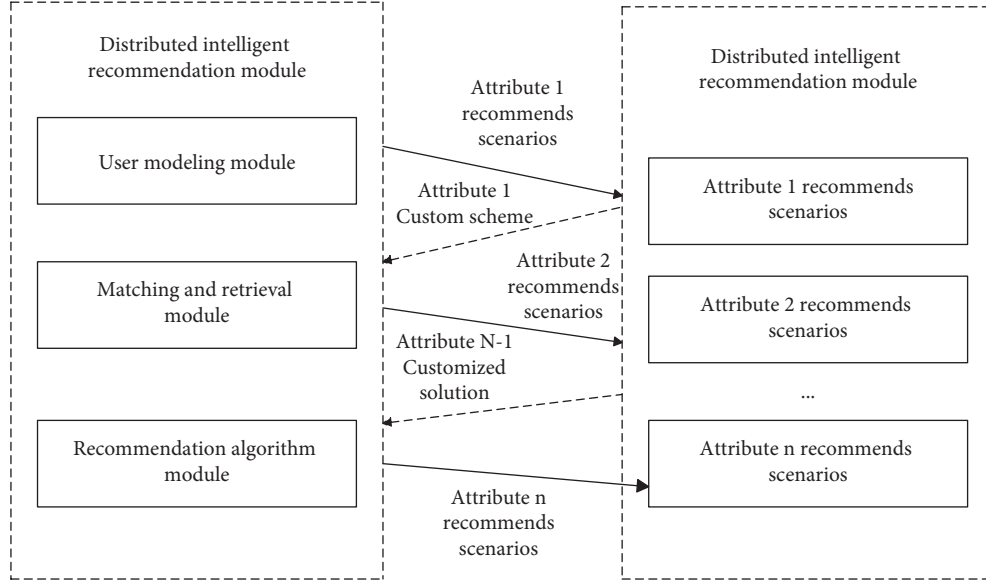 Distributed intelligent
recommendation module
User modeling module
Matching and retrieval
module
Recommendation algorithm
module
Attribute 1
recommends
scenarios
Attribute 1
Custom scheme
Attribute 2
recommends
scenarios
Attribute N-1
Customized
solution
Attribute n
recommends
scenarios
Distributed intelligent
recommendation module
Attribute 1 recommends
scenarios
Attribute 2 recommends
scenarios
...
Attribute n recommends
scenarios